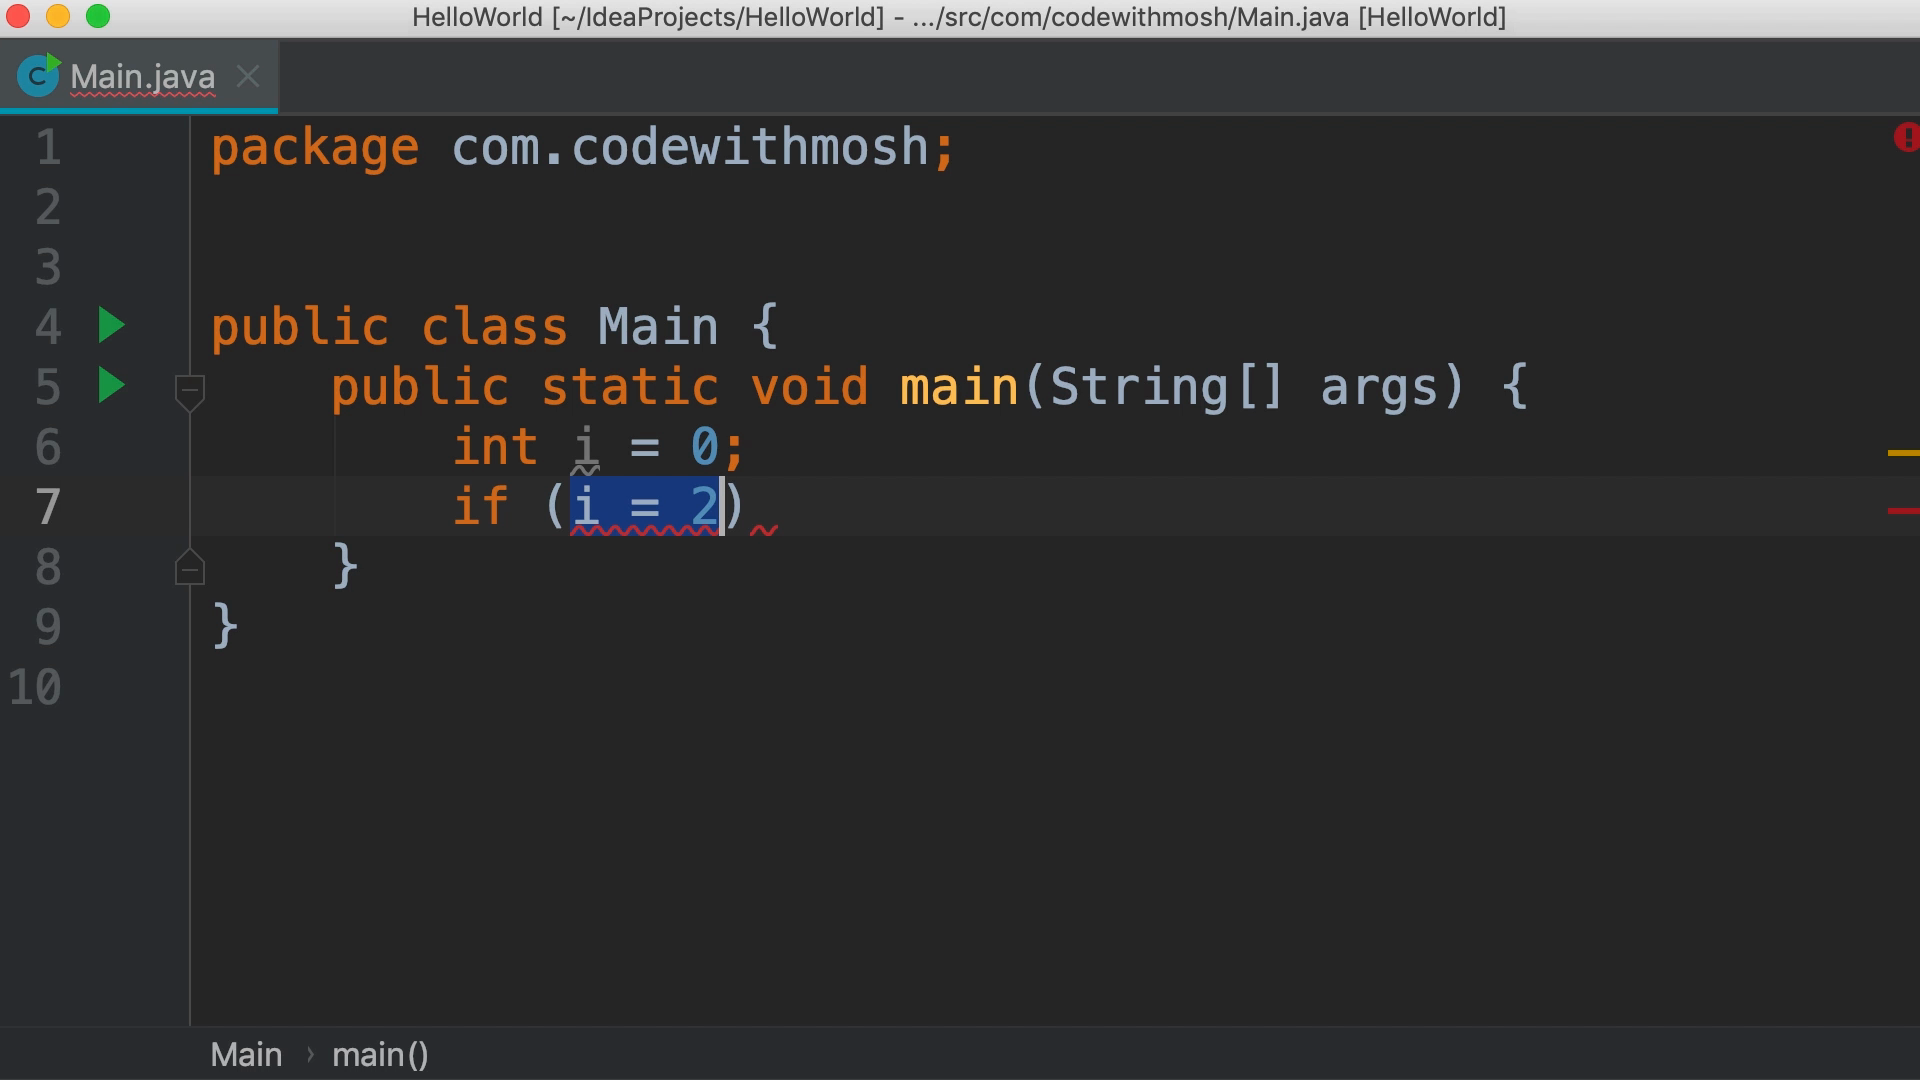 HelloWorld [~/IdeaProjects/HelloWorld] - .../src/com/codewithmosh/Main.java [HelloWorld]
C Main.java
1 package com.codewithmosh;
2
3
4 public class Main {
5 public static void main(String[] args) {
6 int i = 0;
7 if (i = 2)
8 }
9 }
10
Main › main()